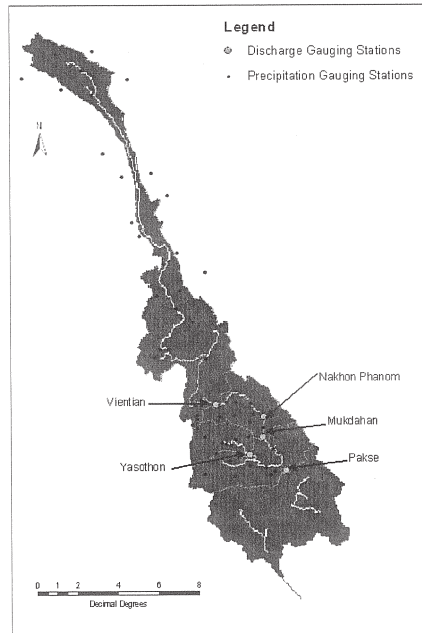 Legend
Discharge Gauging Stations
Precipitation Gauging Stations
N
Nakhon Phanom
Vientian
Mukdahan
Yasothon
Pakse
0 1 2 4 6 8
Decimal Degrees